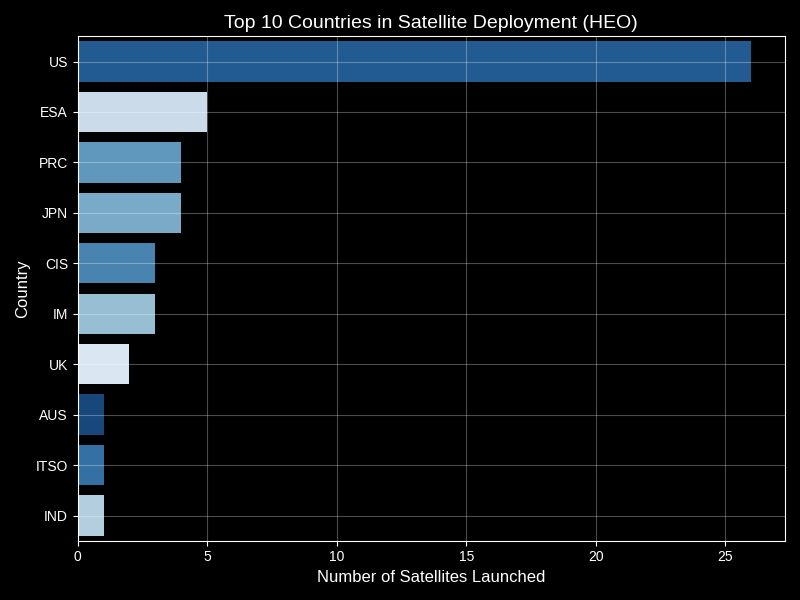 Top 10 Countries in Satellite Deployment (HEO)
US
ESA
PRC
JPN
CIS
IM
UK
AUS
ITSO
IND
Country
0 5 10 15 20 25
Number of Satellites Launched